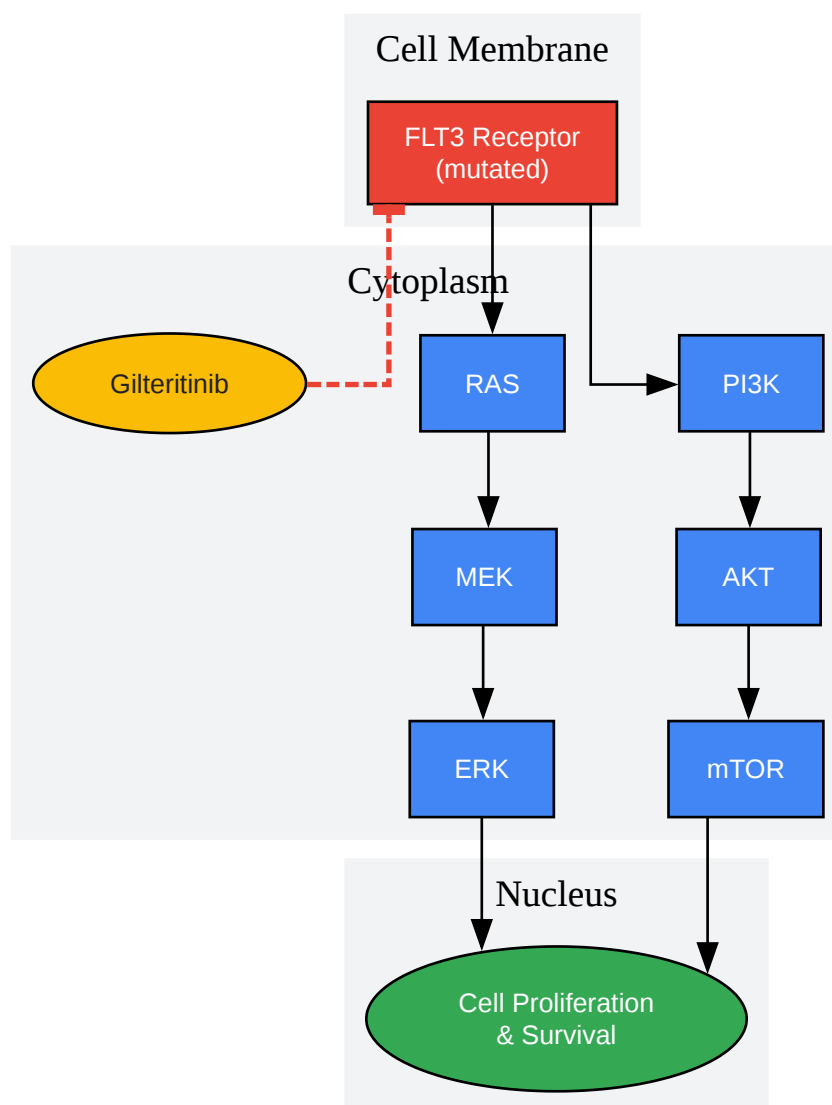 Cell Membrane
FLT3 Receptor
(mutated)
Cytoplasm
Gilteritinib
RAS
PI3K
MEK
AKT
ERK
mTOR
Nucleus
Cell Proliferation
& Survival